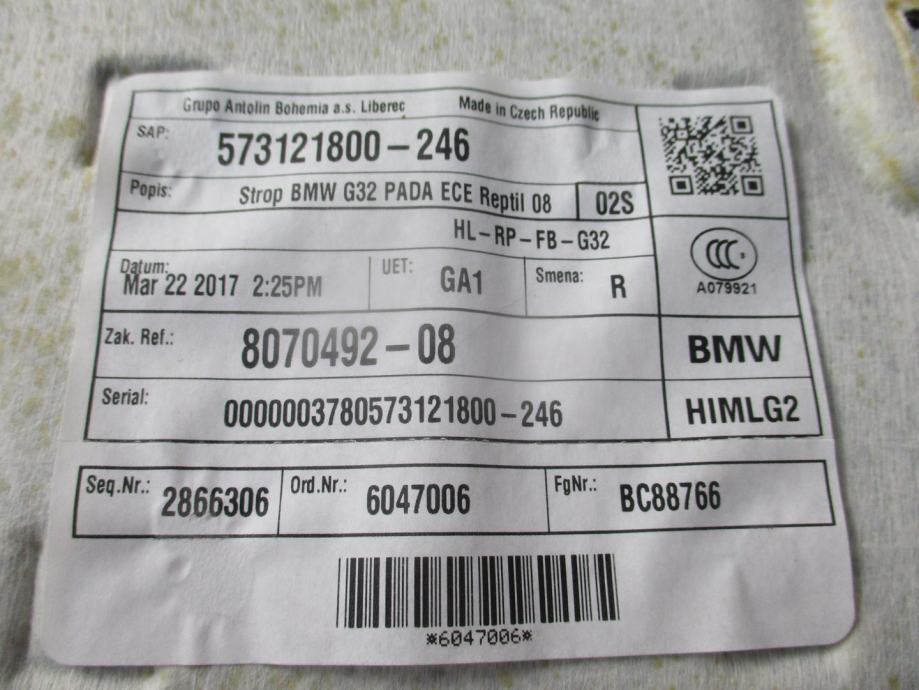 Grupo Antolin Bohemia a.s. Liberec Made in Czech Republic
SAP: 573121800-246
Popis: Strop BMW G32 PADA ECE Reptil 08 02S
HL-RP-FB-G32
CCC
A079921
Datum: Mar 22 2017 2:25PM UET: GA1 Smena: R
Zak. Ref.: 8070492-08 BMW
Serial: 0000003780573121800-246 HIMLG2
Seq.Nr.: 2866306 Ord.Nr.: 6047006 FgNr.: BC88766
*6047006*